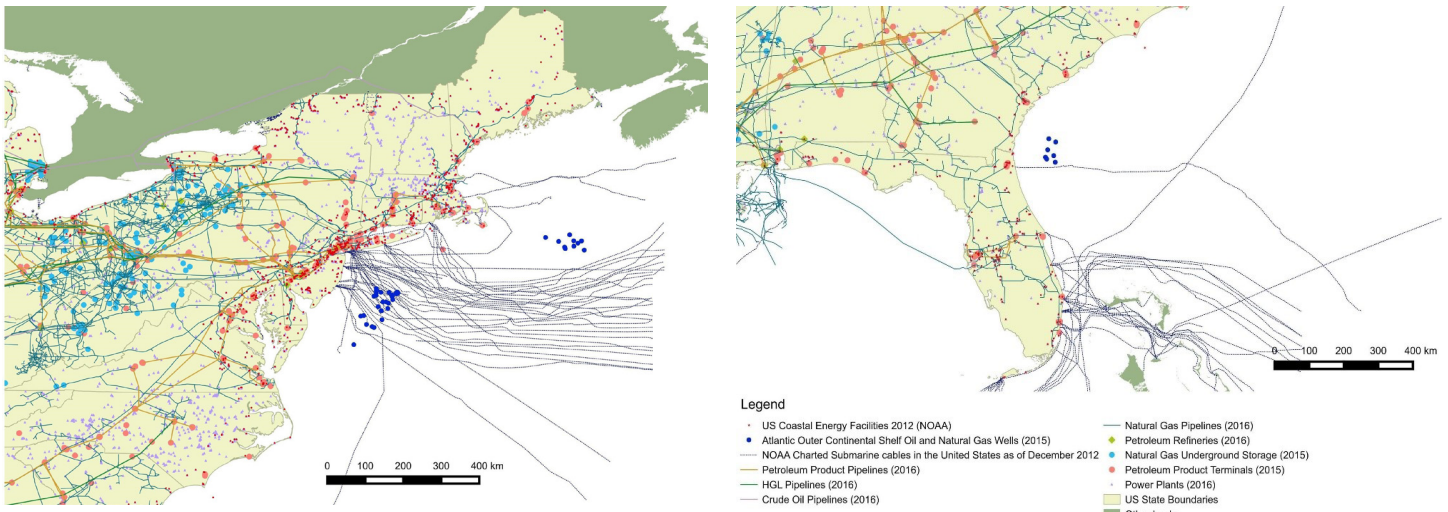 0 100 200 300 400 km
0 100 200 300 400 km
Legend
US Coastal Energy Facilities 2012 (NOAA)
Atlantic Outer Continental Shelf Oil and Natural Gas Wells (2015)
NOAA Charted Submarine cables in the United States as of December 2012
Petroleum Product Pipelines (2016)
HGL Pipelines (2016)
Crude Oil Pipelines (2016)
Natural Gas Pipelines (2016)
Petroleum Refineries (2016)
Natural Gas Underground Storage (2015)
Petroleum Product Terminals (2015)
Power Plants (2016)
US State Boundaries